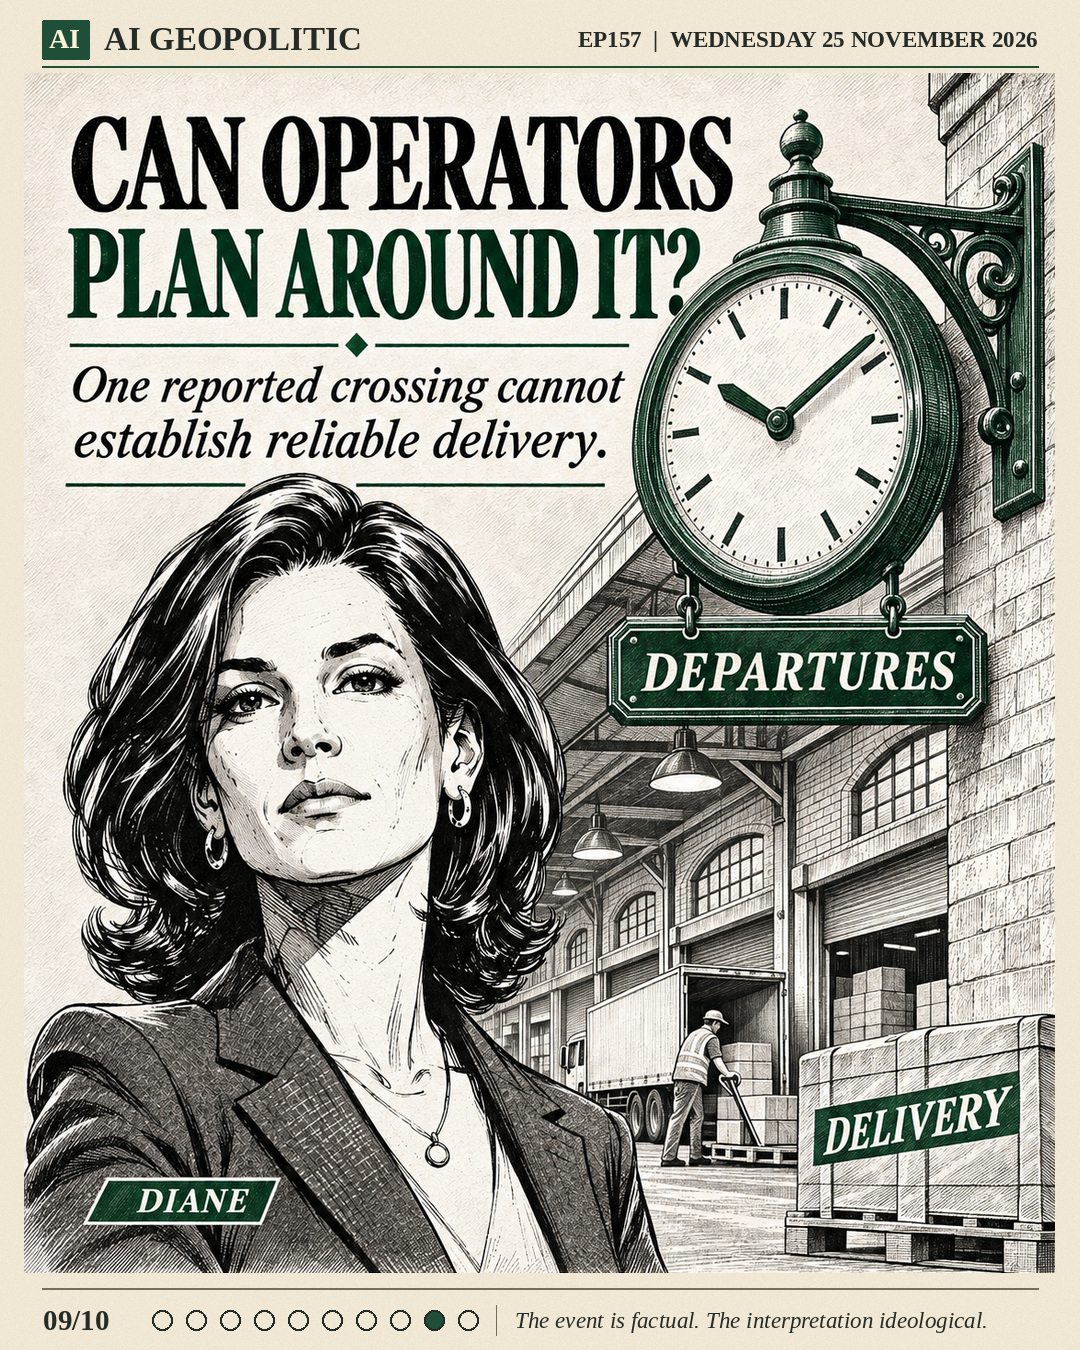 AI AI GEOPOLITIC
EP157 | WEDNESDAY 25 NOVEMBER 2026
CAN OPERATORS
PLAN AROUND IT?
One reported crossing cannot
establish reliable delivery.
DEPARTURES
DELIVERY
DIANE
09/10
The event is factual. The interpretation ideological.